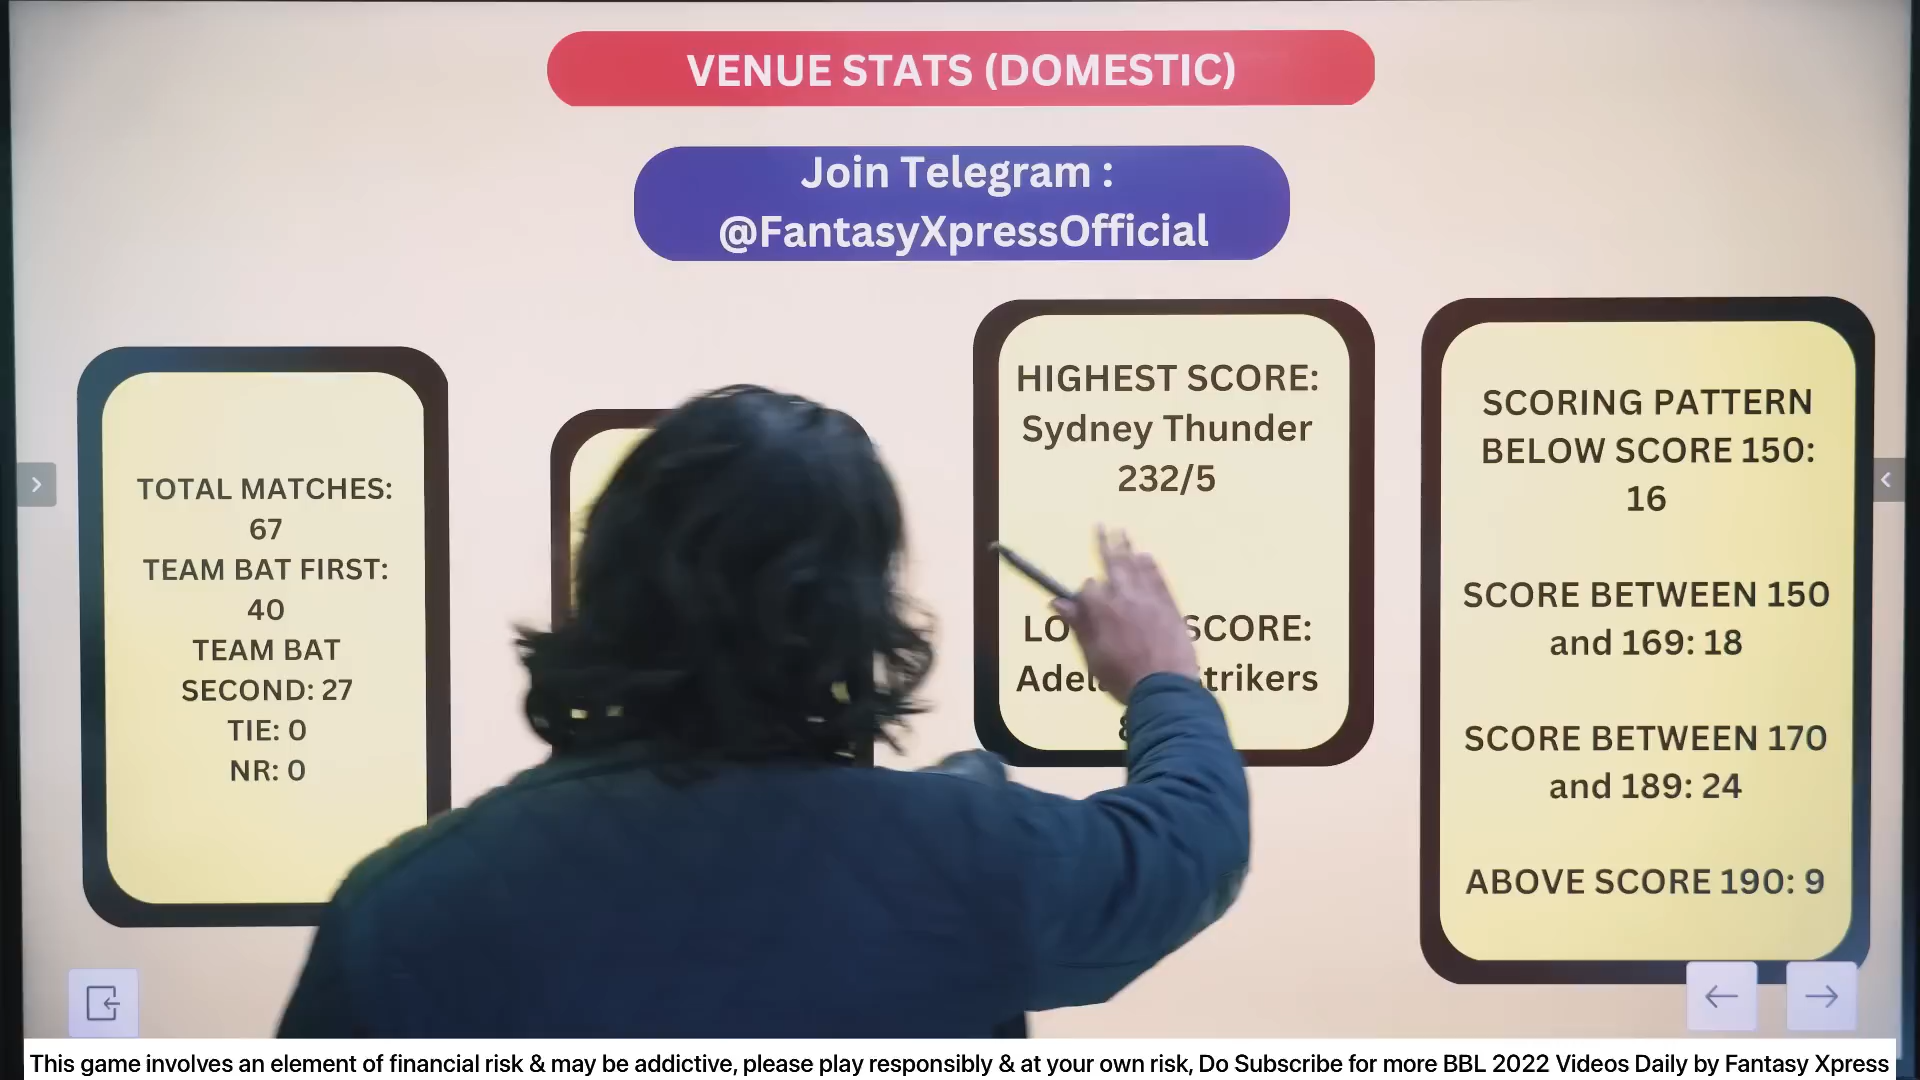 VENUE STATS (DOMESTIC)
Join Telegram :
@FantasyXpressOfficial
TOTAL MATCHES:
67
TEAM BAT FIRST:
40
TEAM BAT
SECOND: 27
TIE: 0
NR: 0
HIGHEST SCORE:
Sydney Thunder
232/5
SCORE:
SCORING PATTERN
BELOW SCORE 150:
16
SCORE BETWEEN 150
and 169: 18
SCORE BETWEEN 170
and 189: 24
ABOVE SCORE 190: 9
This game involves an element of financial risk & may be addictive, please play responsibly & at your own risk, Do Subscribe for more BBL 2022 Videos Daily by Fantasy Xpress